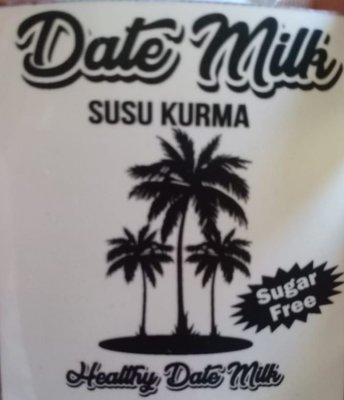 Date Milk
SUSU KURMA
Sugar
Free
Healthy Date Milk